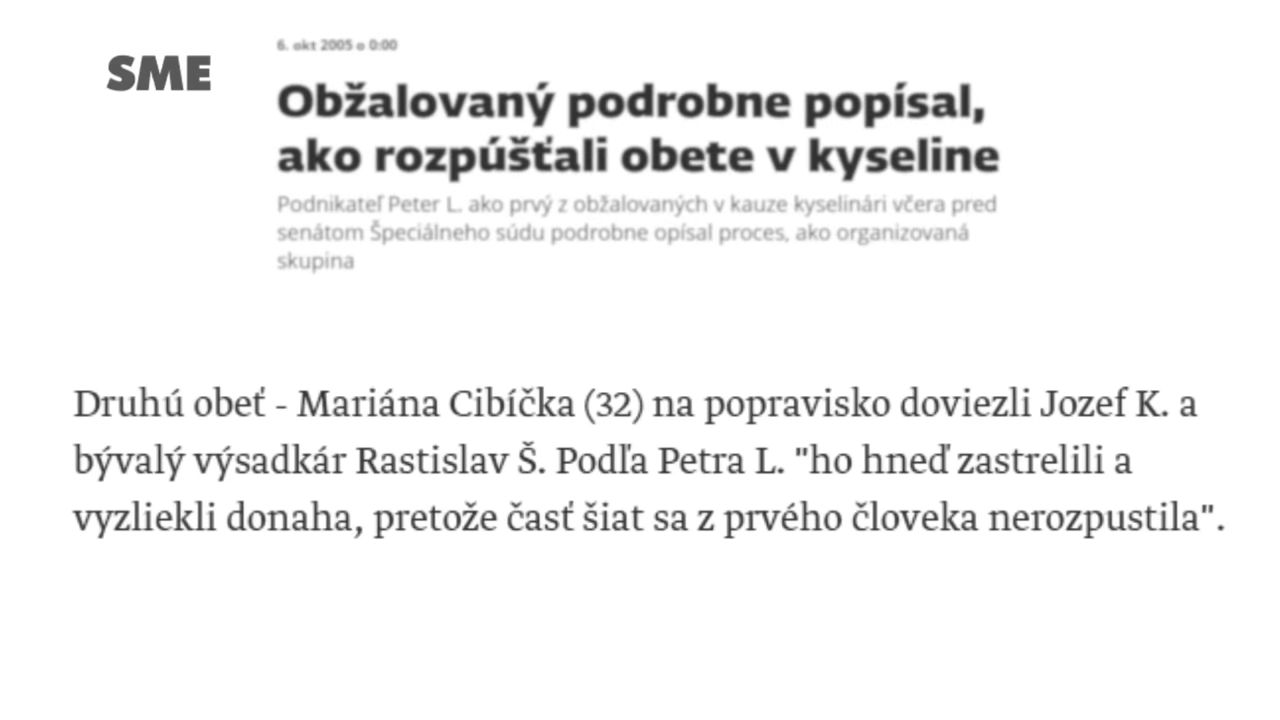 6. okt 2005 o 0:00
SME
Obžalovaný podrobne popísal,
ako rozpúšťali obete v kyseline
Podnikateľ Peter L. ako prvý z obžalovaných v kauze kyselinári včera pred
senátom Špeciálneho súdu podrobne opísal proces, ako organizovaná
skupina
Druhú obeť - Mariána Cibíčka (32) na popravisko doviezli Jozef K. a
bývalý výsadkár Rastislav Š. Podľa Petra L. "ho hneď zastrelili a
vyzliekli donaha, pretože časť šiat sa z prvého človeka nerozpustila".